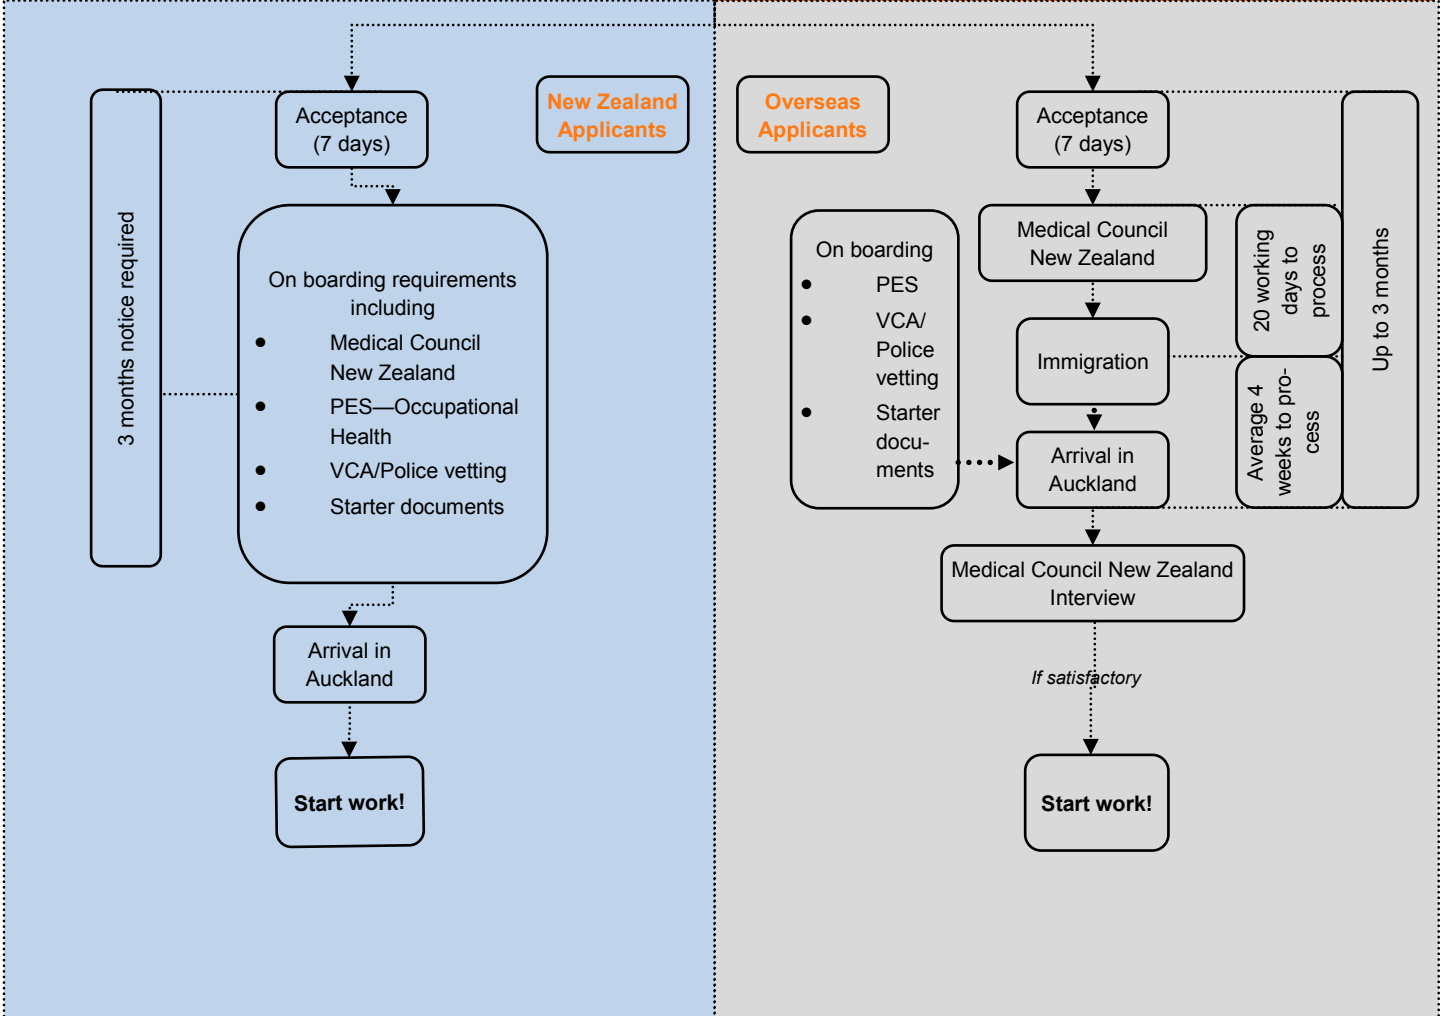 New Zealand
Applicants
Acceptance
(7 days)
3 months notice required
On boarding requirements
including
● Medical Council
New Zealand
● PES—Occupational
Health
● VCA/Police vetting
● Starter documents
Arrival in
Auckland
Start work!
Overseas
Applicants
Acceptance
(7 days)
Medical Council
New Zealand
On boarding
● PES
● VCA/
Police
vetting
● Starter
docu-
ments
Immigration
Arrival in
Auckland
20 working
days to
process
Average 4
weeks to pro-
cess
Up to 3 months
Medical Council New Zealand
Interview
If satisfactory
Start work!